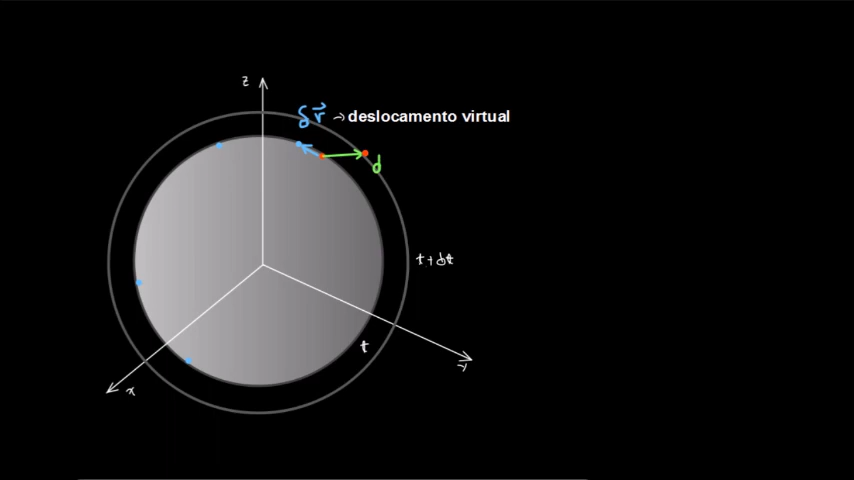 z
δr⃗ → deslocamento virtual
d
t+dt
t
x
y